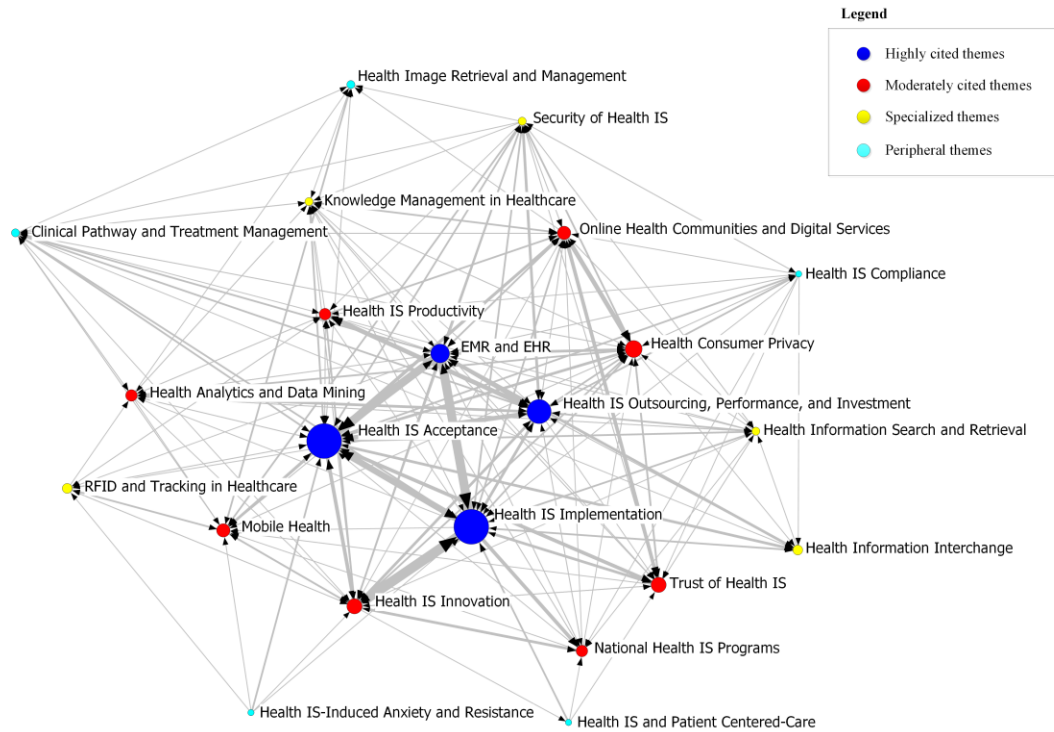 Legend
Highly cited themes
Moderately cited themes
Specialized themes
Peripheral themes
Health Image Retrieval and Management
Security of Health IS
Knowledge Management in Healthcare
Clinical Pathway and Treatment Management
Online Health Communities and Digital Services
Health IS Compliance
Health IS Productivity
EMR and EHR
Health Consumer Privacy
Health Analytics and Data Mining
Health IS Outsourcing, Performance, and Investment
Health IS Acceptance
Health Information Search and Retrieval
RFID and Tracking in Healthcare
Health IS Implementation
Mobile Health
Health Information Interchange
Trust of Health IS
Health IS Innovation
National Health IS Programs
Health IS-Induced Anxiety and Resistance
Health IS and Patient Centered-Care